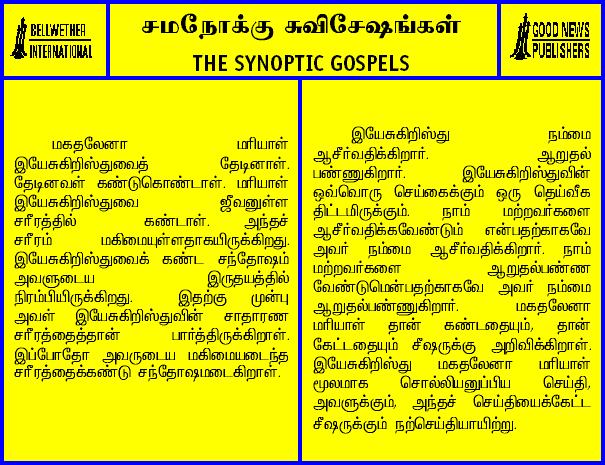 BELLWETHER
INTERNATIONAL
சமநோக்கு சுவிசேஷங்கள்
THE SYNOPTIC GOSPELS
GOOD NEWS
PUBLISHERS
மகதலேனா மரியாள்
இயேசுகிறிஸ்துவைத் தேடினாள்.
தேடினவள் கண்டுகொண்டாள். மரியாள்
இயேசுகிறிஸ்துவை ஜீவனுள்ள
சரீரத்தில் கண்டாள். அந்தச்
சரீரம் மகிமையுள்ளதாகயிருக்கிறது.
இயேசுகிறிஸ்துவைக் கண்ட சந்தோஷம்
அவளுடைய இருதயத்தில்
நிரம்பியிருக்கிறது. இதற்கு முன்பு
அவள் இயேசுகிறிஸ்துவின் சாதாரண
சரீரத்தைத்தான் பார்த்திருக்கிறாள்.
இப்போதோ அவருடைய மகிமையடைந்த
சரீரத்தைக்கண்டு சந்தோஷமடைகிறாள்.
இயேசுகிறிஸ்து நம்மை
ஆசீர்வதிக்கிறார். ஆறுதல்
பண்ணுகிறார். இயேசுகிறிஸ்துவின்
ஒவ்வொரு செய்கைக்கும் ஒரு தெய்வீக
திட்டமிருக்கும். நாம் மற்றவர்களை
ஆசீர்வதிக்கவேண்டும் என்பதற்காகவே
அவர் நம்மை ஆசீர்வதிக்கிறார். நாம்
மற்றவர்களை ஆறுதல்பண்ண
வேண்டுமென்பதற்காகவே அவர் நம்மை
ஆறுதல்பண்ணுகிறார். மகதலேனா
மரியாள் தான் கண்டதையும், தான்
கேட்டதையும் சீஷருக்கு அறிவிக்கிறாள்.
இயேசுகிறிஸ்து மகதலேனா மரியாள்
மூலமாக சொல்லியனுப்பிய செய்தி,
அவளுக்கும், அந்தச் செய்தியைக்கேட்ட
சீஷருக்கும் நற்செய்தியாயிற்று.